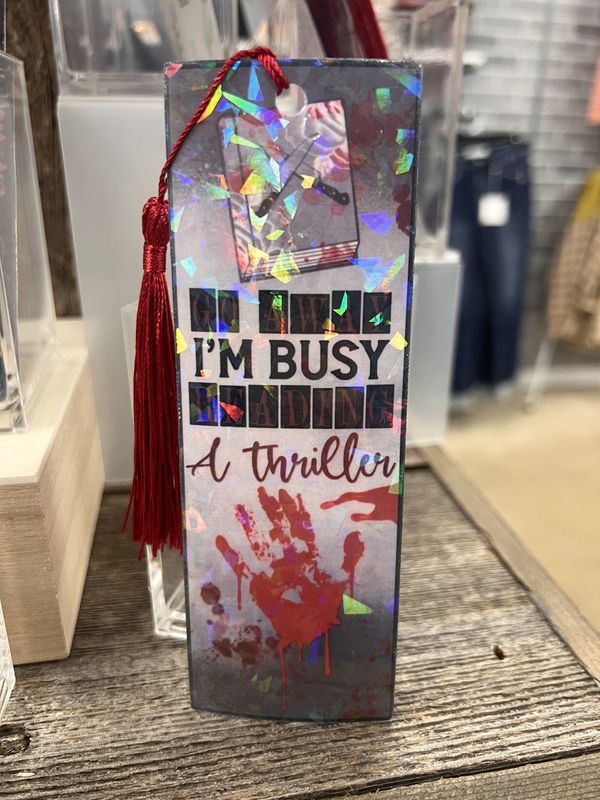 GO AWAY
I'M BUSY
READING
A thriller